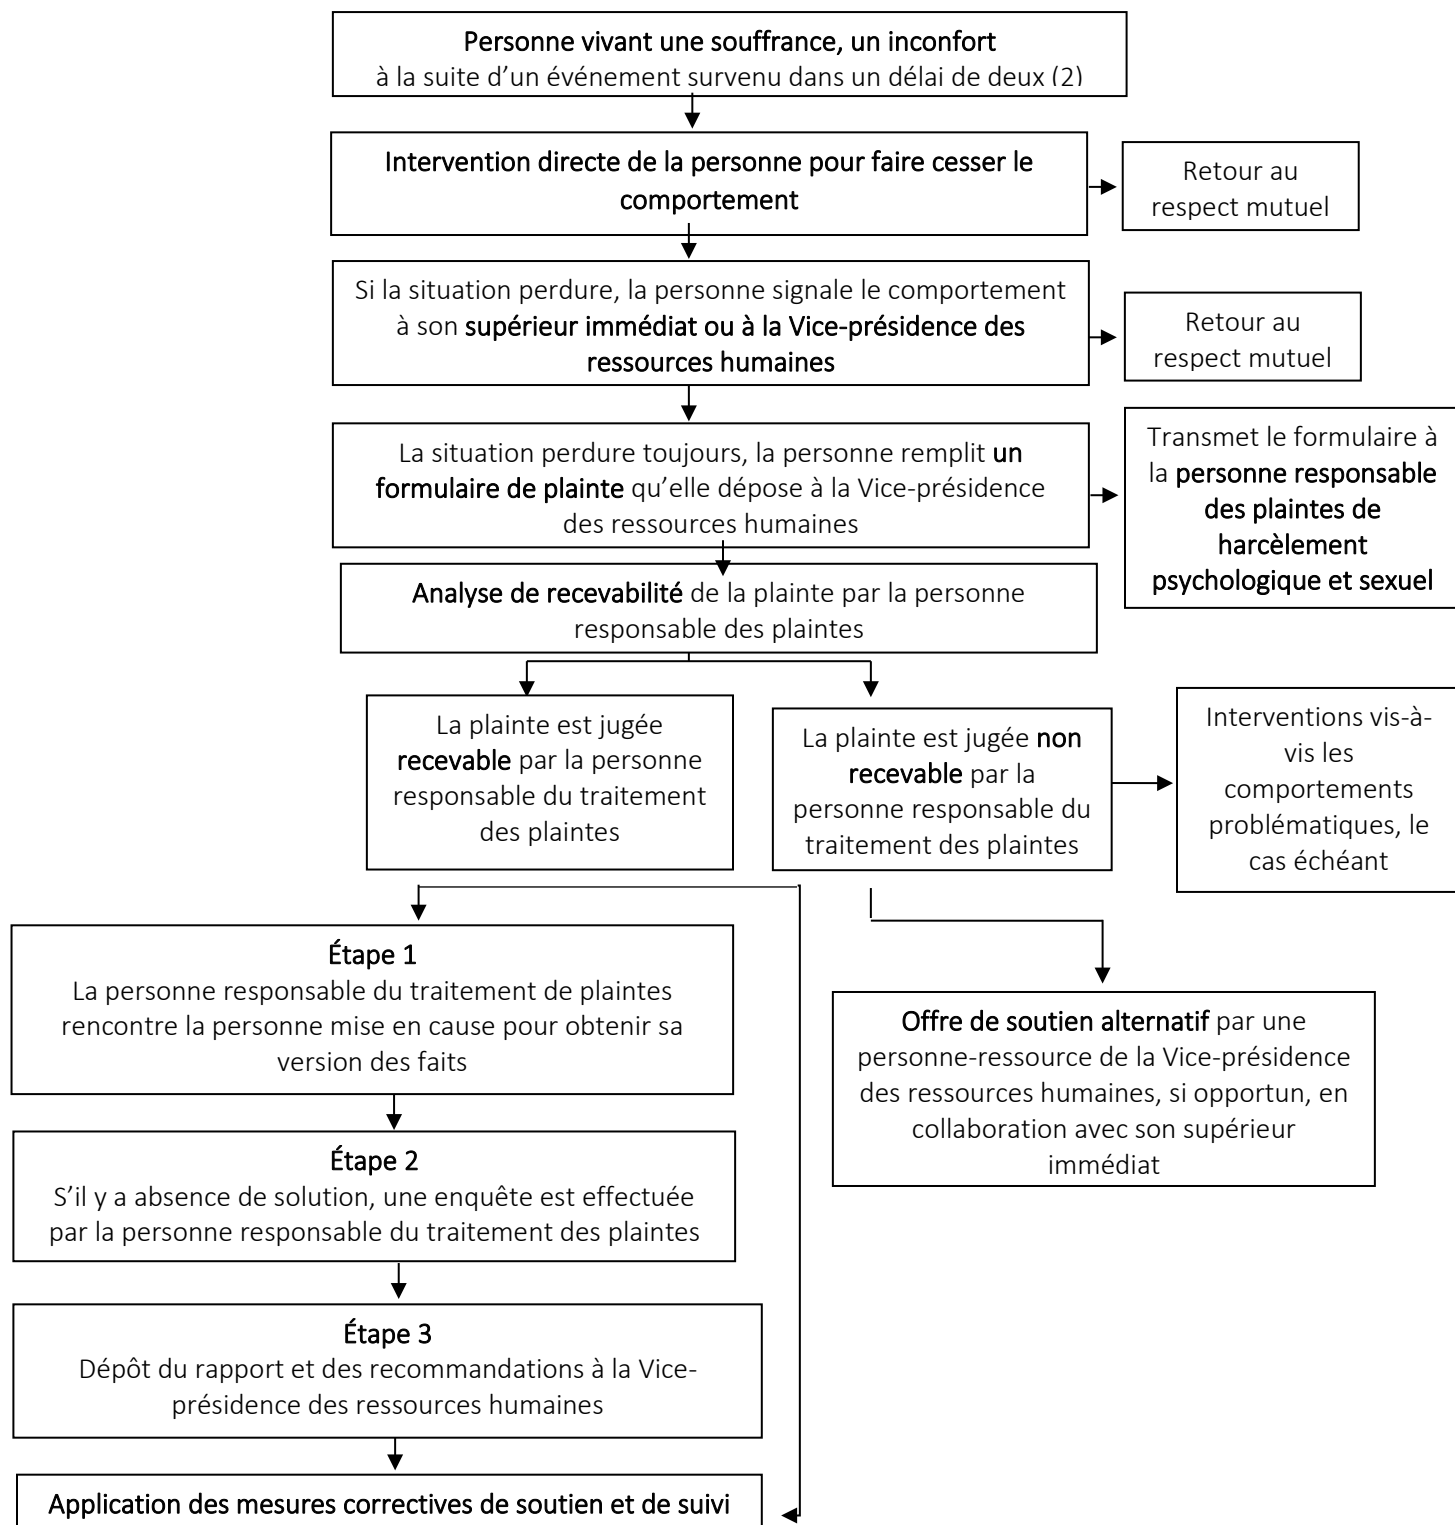 Personne vivant une souffrance, un inconfort
à la suite d'un événement survenu dans un délai de deux (2)
Intervention directe de la personne pour faire cesser le
comportement
Retour au
respect mutuel
Si la situation perdure, la personne signale le comportement
à son supérieur immédiat ou à la Vice-présidence des
ressources humaines
Retour au
respect mutuel
La situation perdure toujours, la personne remplit un
formulaire de plainte qu'elle dépose à la Vice-présidence
des ressources humaines
Transmet le formulaire à
la personne responsable
des plaintes de
harcèlement
psychologique et sexuel
Analyse de recevabilité de la plainte par la personne
responsable des plaintes
La plainte est jugée
recevable par la personne
responsable du traitement
des plaintes
La plainte est jugée non
recevable par la
personne responsable du
traitement des plaintes
Interventions vis-à-
vis les
comportements
problématiques, le
cas échéant
Étape 1
La personne responsable du traitement de plaintes
rencontre la personne mise en cause pour obtenir sa
version des faits
Offre de soutien alternatif par une
personne-ressource de la Vice-présidence
des ressources humaines, si opportun, en
collaboration avec son supérieur
immédiat
Étape 2
S'il y a absence de solution, une enquête est effectuée
par la personne responsable du traitement des plaintes
Étape 3
Dépôt du rapport et des recommandations à la Vice-
présidence des ressources humaines
Application des mesures correctives de soutien et de suivi